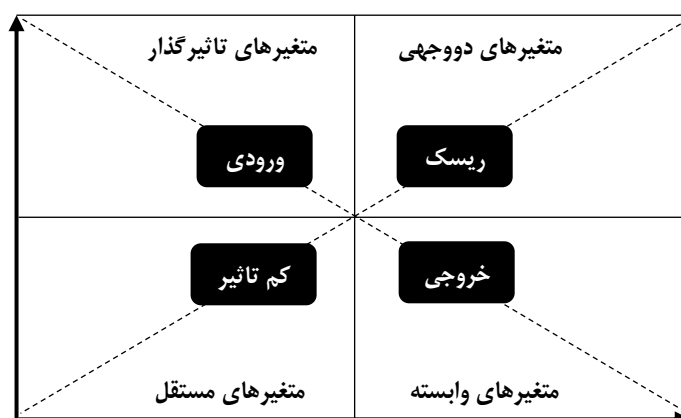 متغیرهای دووجهی
متغیرهای تاثیرگذار
ریسک
ورودی
خروجی
کم تاثیر
متغیرهای وابسته
متغیرهای مستقل